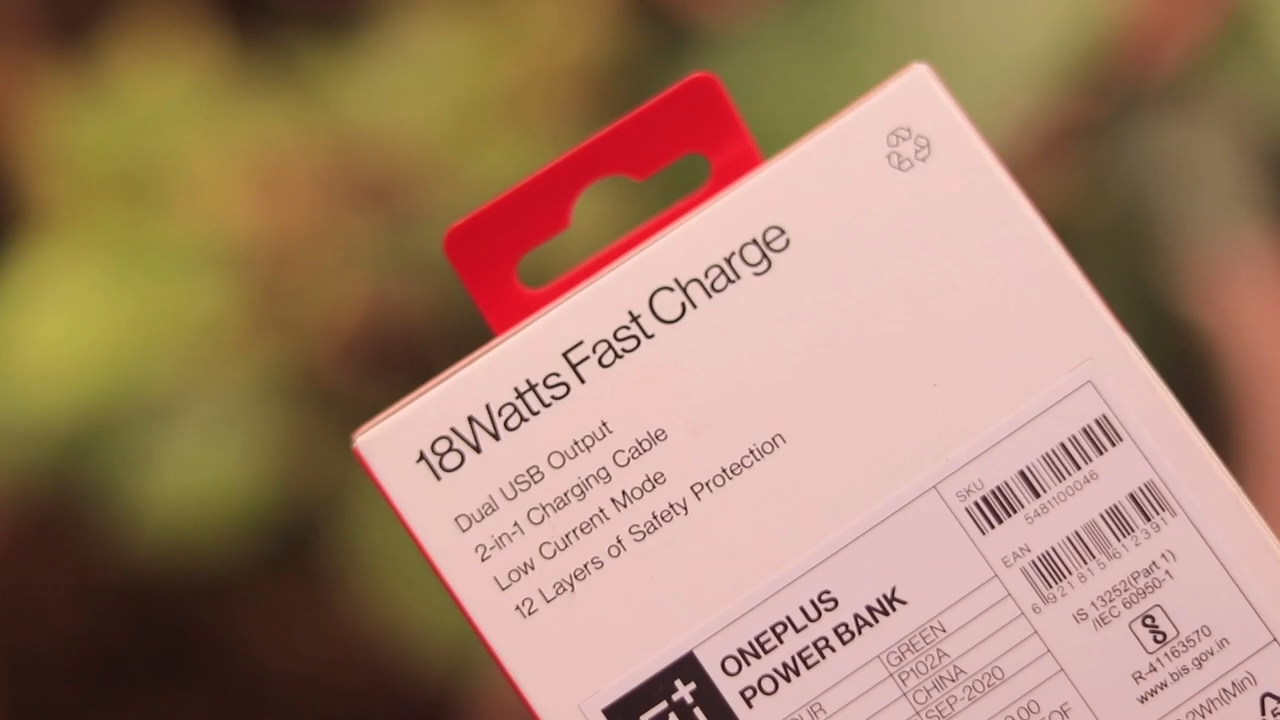 18Watts Fast Charge
Dual USB Output
2-in-1 Charging Cable
Low Current Mode
12 Layers of Safety Protection
SKU
5481100046
EAN
6 921815 612391
IS 13252(Part 1)
/IEC 60950-1
R-41163570
www.bis.gov.in
ONEPLUS
POWER BANK
GREEN
P102A
CHINA
SEP-2020